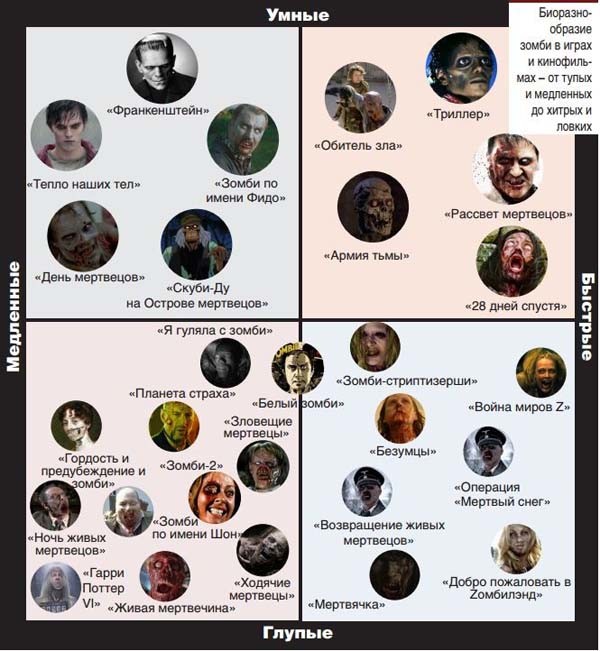 Умные
Биоразно-
образие
зомби в играх
и кинофиль-
мах – от тупых
и медленных
до хитрых и
ловких
«Франкенштейн»
«Триллер»
«Обитель зла»
«Тепло наших тел»
«Зомби по
имени Фидо»
«Рассвет мертвецов»
«Армия тьмы»
«День мертвецов»
«Скуби-Ду
на Острове мертвецов»
«28 дней спустя»
Медленные
Быстрые
«Я гуляла с зомби»
«Планета страха»
«Белый зомби»
«Зомби-стриптизерши»
«Война миров Z»
«Зловещие
мертвецы»
«Безумцы»
«Гордость и
предубеждение и
зомби»
«Зомби-2»
«Операция
«Мертвый снег»
«Ночь живых
мертвецов»
«Зомби
по имени Шон»
«Возвращение живых
мертвецов»
«Гарри
Поттер
VI»
«Живая мертвечина»
«Ходячие
мертвецы»
«Мертвячка»
«Добро пожаловать в
Zомбилэнд»
Глупые